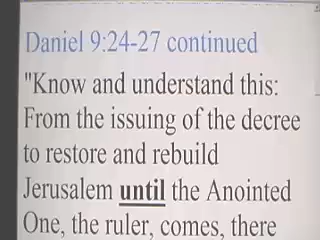 Daniel 9:24-27 continued
"Know and understand this:
From the issuing of the decree
to restore and rebuild
Jerusalem until the Anointed
One, the ruler, comes, there